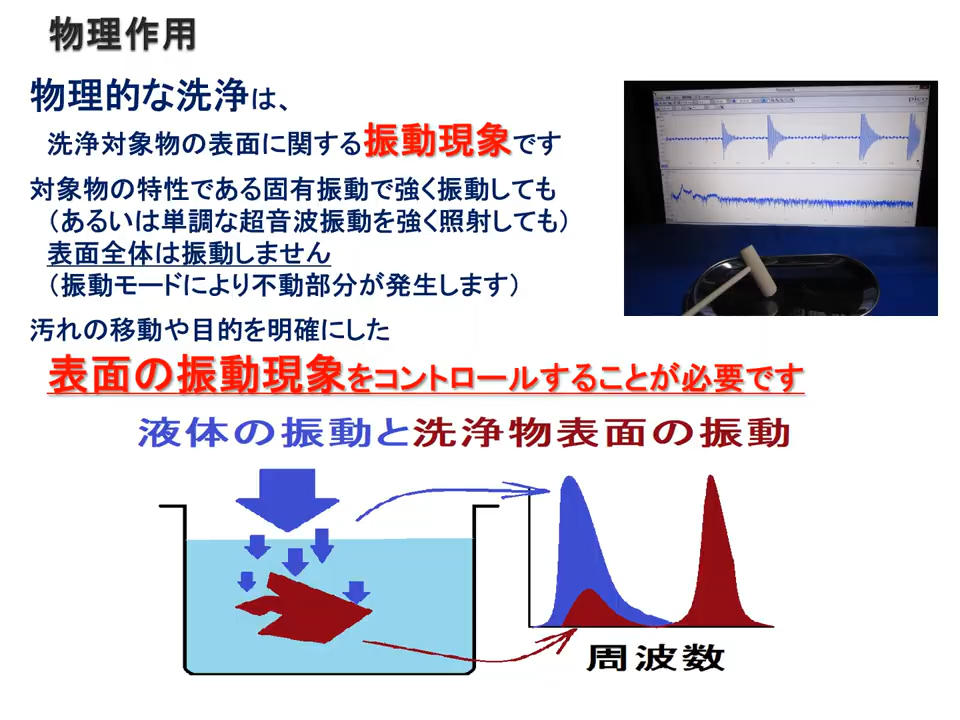 物理作用
物理的な洗浄は、
洗浄対象物の表面に関する振動現象です
対象物の特性である固有振動で強く振動しても
（あるいは単調な超音波振動を強く照射しても）
表面全体は振動しません
（振動モードにより不動部分が発生します）
汚れの移動や目的を明確にした
表面の振動現象をコントロールすることが必要です
液体の振動と洗浄物表面の振動
周波数
pico